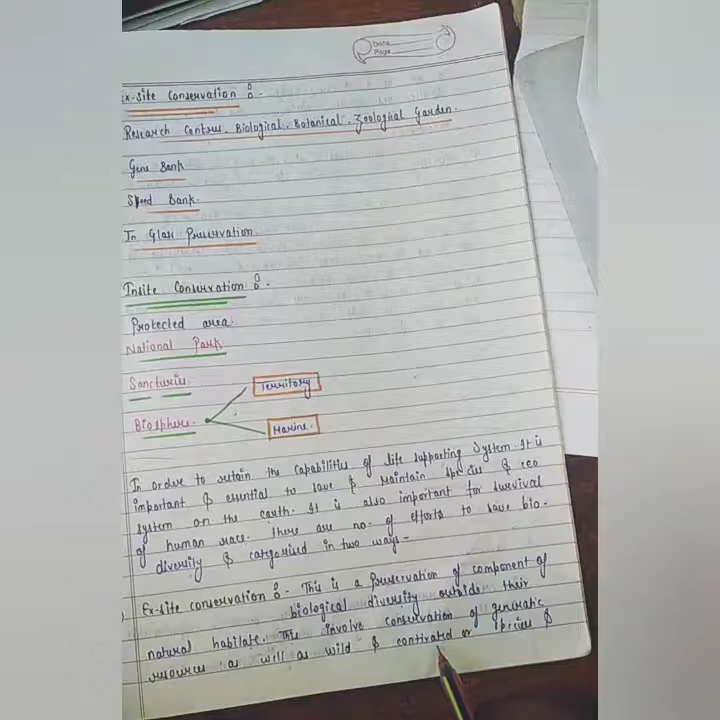 Date
Page
Ex-Site Conservation :-
Research Centres, Biological, Botanical, Zoological Garden.
Gene Bank
Speed Bank.
In Glass Preservation
Insite Conservation :-
Protected area.
National Park
Sancturies
Territory
Biosphere.
Marine.
In ordve to retain the capabilities of life supporting System. It is
important & essential to save & Maintain species & eco
system on the earth. It is also important for survival
of human race. There are no. of efforts to save bio-
diversity & categorised in two ways-
Ex-site conservation :- This is a Preservation of component of
biological diversity outside their
natural habitate. This involve conservation of
resources as well as wild & or species &